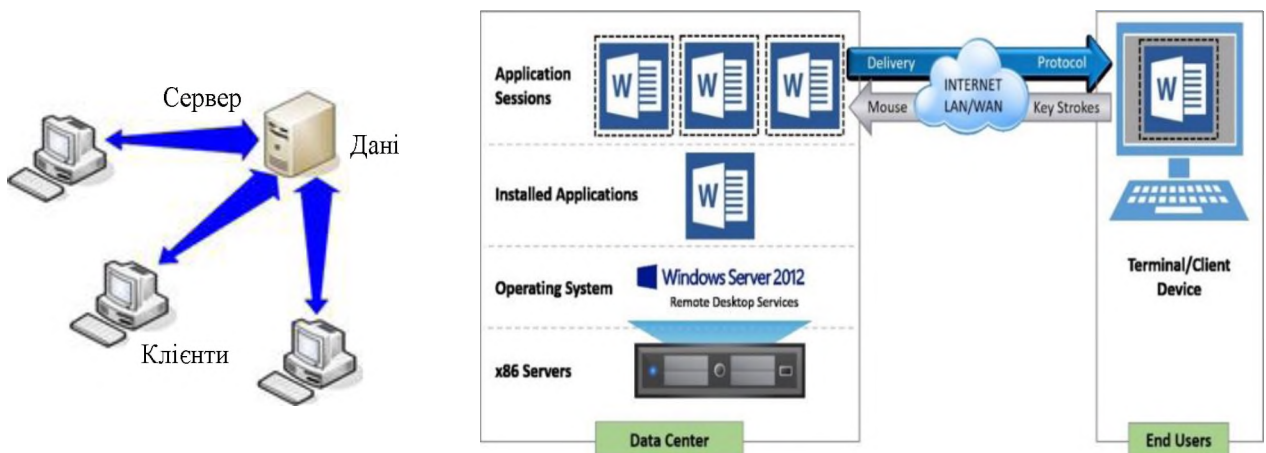 Сервер
Дані
Клієнти
Application
Sessions
W
W
W
Delivery
Protocol
INTERNET
LAN/WAN
Mouse
Key Strokes
W
Installed Applications
W
Operating System
Windows Server 2012
Remote Desktop Services
x86 Servers
Terminal/Client
Device
Data Center
End Users